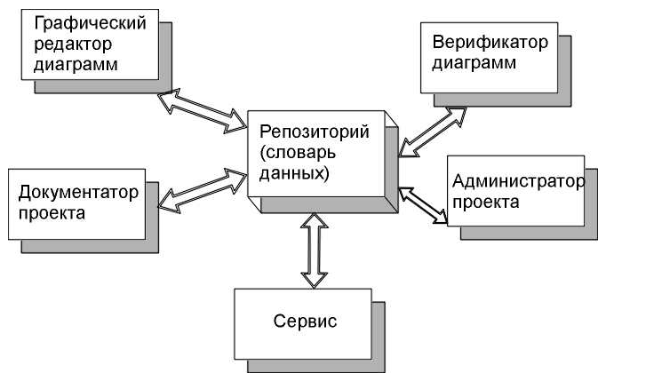 Графический
редактор
диаграмм
Верификатор
диаграмм
Репозиторий
(словарь
данных)
Документатор
проекта
Администратор
проекта
Сервис